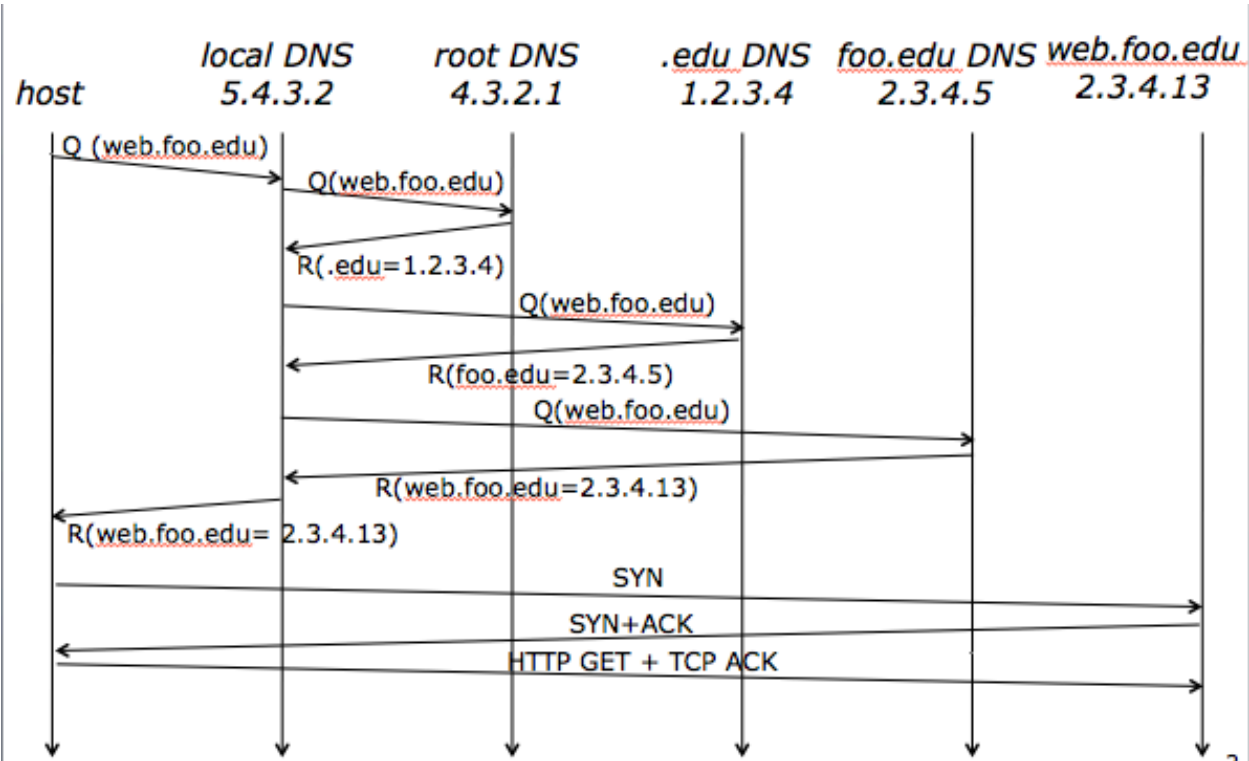 host
local DNS
5.4.3.2
root DNS
4.3.2.1
.edu DNS
1.2.3.4
foo.edu DNS
2.3.4.5
web.foo.edu
2.3.4.13
Q (web.foo.edu)
Q(web.foo.edu)
R(.edu=1.2.3.4)
Q(web.foo.edu)
R(foo.edu=2.3.4.5)
Q(web.foo.edu)
R(web.foo.edu=2.3.4.13)
R(web.foo.edu= 2.3.4.13)
SYN
SYN+ACK
HTTP GET + TCP ACK